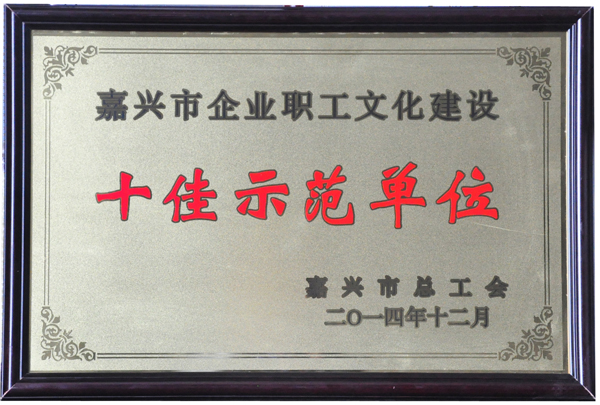 嘉兴市企业职工文化建设
十佳示范单位
嘉兴市总工会
二〇一四年十二月